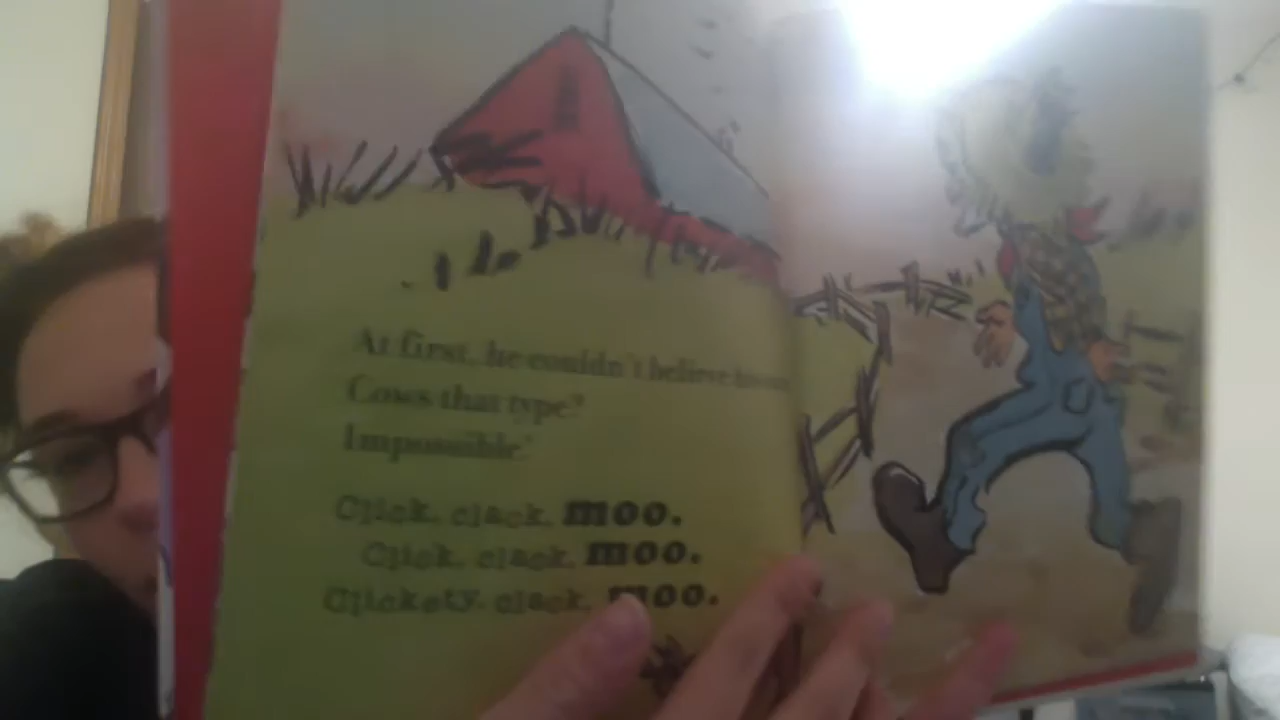 At first, he couldn't believe
Cows that type?
Impossible.
Click, clack, moo.
Click, clack, moo.
Clickety, clack, moo.